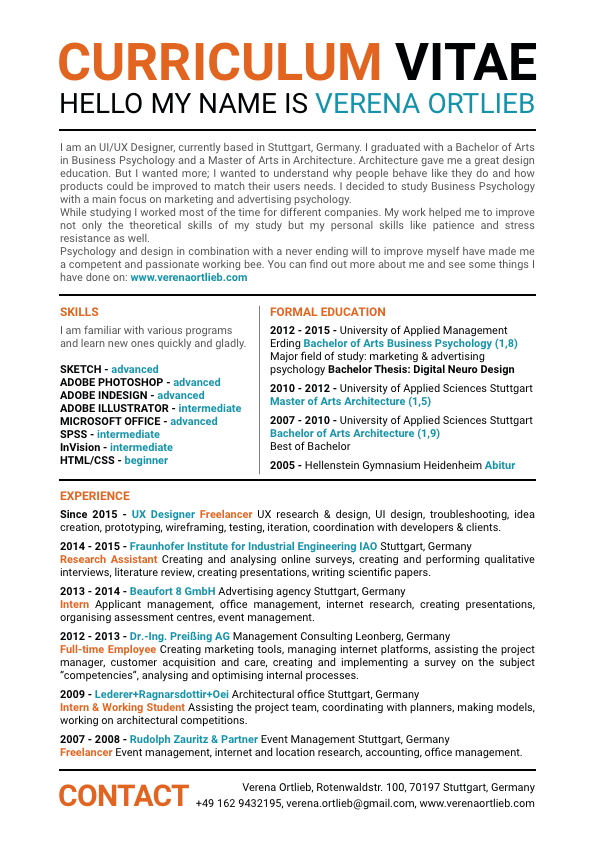 CURRICULUM VITAE
HELLO MY NAME IS VERENA ORTLIEB
I am an UI/UX Designer, currently based in Stuttgart, Germany. I graduated with a Bachelor of Arts
in Business Psychology and a Master of Arts in Architecture. Architecture gave me a great design
education. But I wanted more; I wanted to understand why people behave like they do and how
products could be improved to match their users needs. I decided to study Business Psychology
with a main focus on marketing and advertising psychology.
While studying I worked most of the time for different companies. My work helped me to improve
not only the theoretical skills of my study but my personal skills like patience and stress
resistance as well.
Psychology and design in combination with a never ending will to improve myself have made me
a competent and passionate working bee. You can find out more about me and see some things I
have done on: www.verenaortlieb.com
SKILLS
I am familiar with various programs
and learn new ones quickly and gladly.
SKETCH - advanced
ADOBE PHOTOSHOP - advanced
ADOBE INDESIGN - advanced
ADOBE ILLUSTRATOR - intermediate
MICROSOFT OFFICE - advanced
SPSS - intermediate
InVision - intermediate
HTML/CSS - beginner
FORMAL EDUCATION
2012 - 2015 - University of Applied Management
Erding Bachelor of Arts Business Psychology (1,8)
Major field of study: marketing & advertising
psychology Bachelor Thesis: Digital Neuro Design
2010 - 2012 - University of Applied Sciences Stuttgart
Master of Arts Architecture (1,5)
2007 - 2010 - University of Applied Sciences Stuttgart
Bachelor of Arts Architecture (1,9)
Best of Bachelor
2005 - Hellenstein Gymnasium Heidenheim Abitur
EXPERIENCE
Since 2015 - UX Designer Freelancer UX research & design, UI design, troubleshooting, idea
creation, prototyping, wireframing, testing, iteration, coordination with developers & clients.
2014 - 2015 - Fraunhofer Institute for Industrial Engineering IAO Stuttgart, Germany
Research Assistant Creating and analysing online surveys, creating and performing qualitative
interviews, literature review, creating presentations, writing scientific papers.
2013 - 2014 - Beaufort 8 GmbH Advertising agency Stuttgart, Germany
Intern Applicant management, office management, internet research, creating presentations,
organising assessment centres, event management.
2012 - 2013 - Dr.-Ing. Preißing AG Management Consulting Leonberg, Germany
Full-time Employee Creating marketing tools, managing internet platforms, assisting the project
manager, customer acquisition and care, creating and implementing a survey on the subject
“competencies”, analysing and optimising internal processes.
2009 - Lederer+Ragnarsdottir+Oei Architectural office Stuttgart, Germany
Intern & Working Student Assisting the project team, coordinating with planners, making models,
working on architectural competitions.
2007 - 2008 - Rudolph Zauritz & Partner Event Management Stuttgart, Germany
Freelancer Event management, internet and location research, accounting, office management.
CONTACT
Verena Ortlieb, Rotenwaldstr. 100, 70197 Stuttgart, Germany
+49 162 9432195, verena.ortlieb@gmail.com, www.verenaortlieb.com